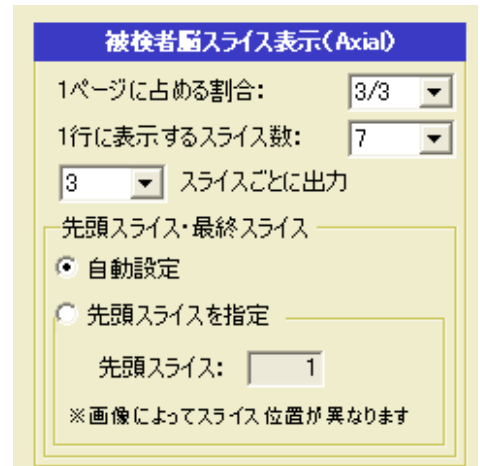 被検者脳スライス表示(Axial)
1ページに占める割合: 3/3
1行に表示するスライス数: 7
3 スライスごとに出力
先頭スライス・最終スライス
自動設定
先頭スライスを指定
先頭スライス: 1
※画像によってスライス位置が異なります